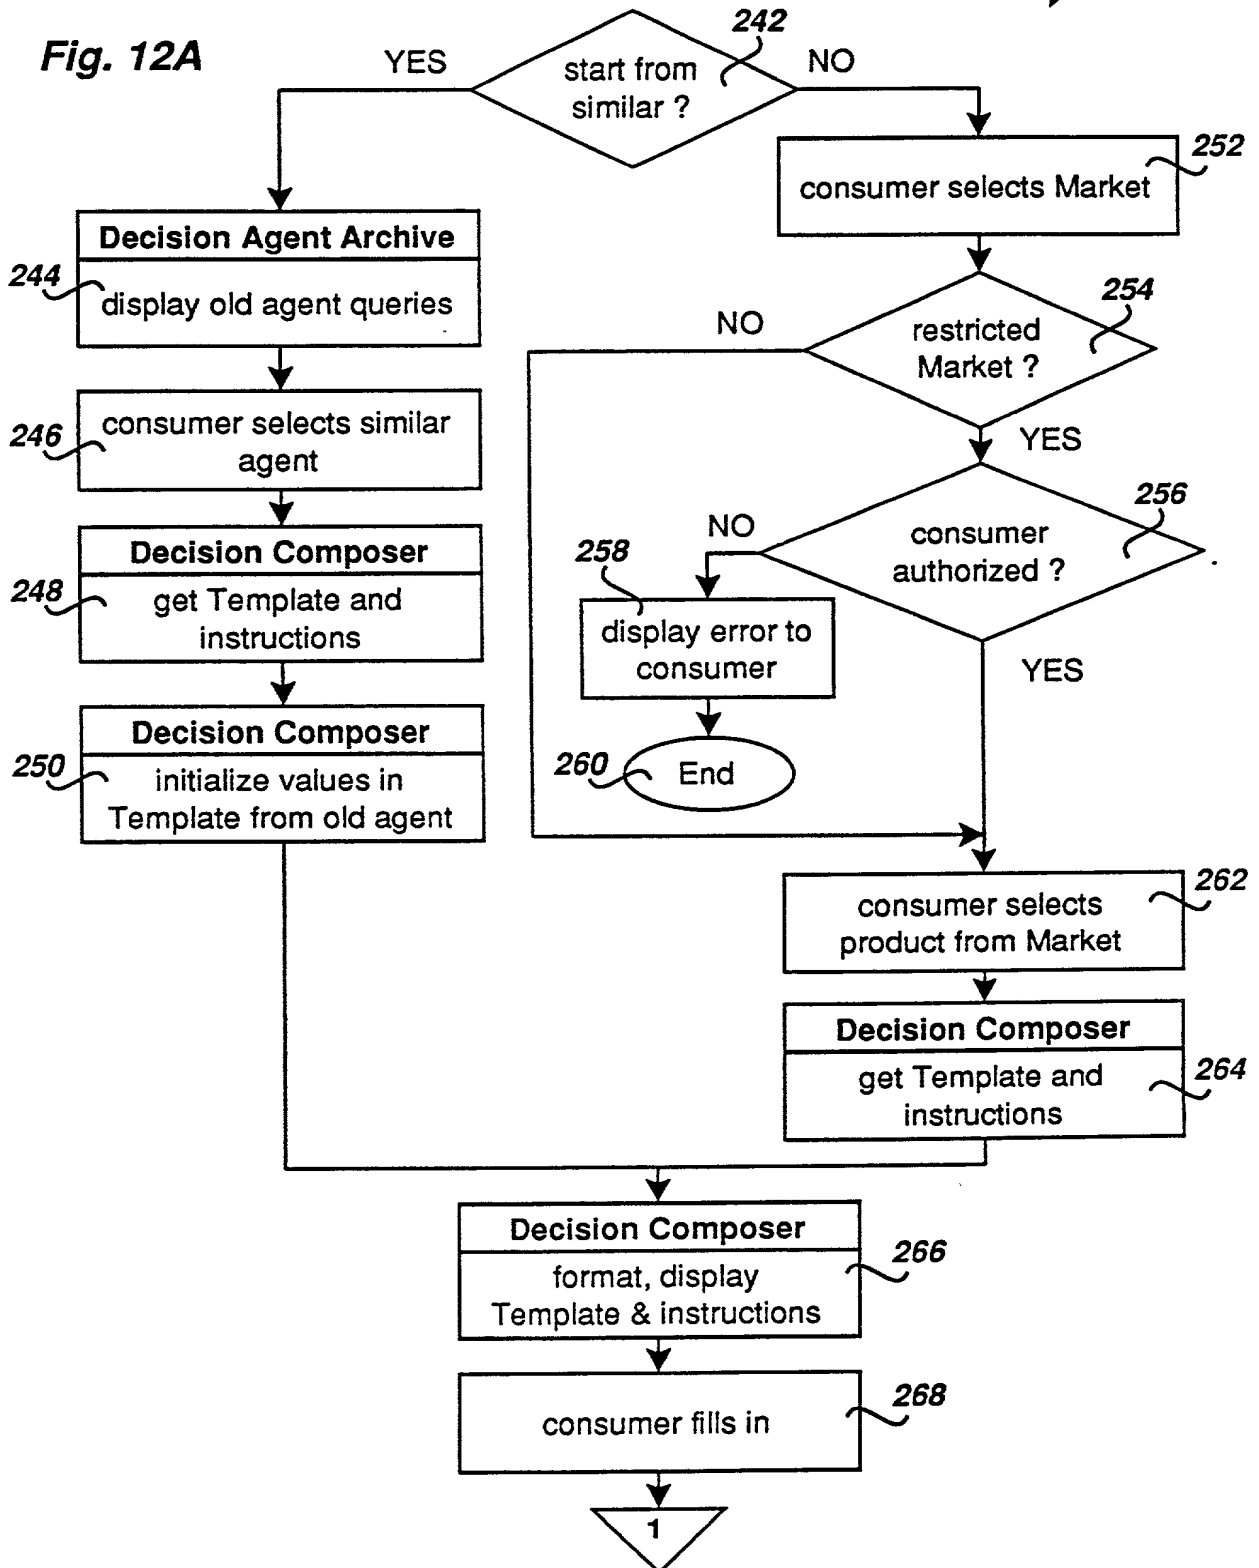 Fig. 12A
YES
start from
similar ?
242
NO
252
consumer selects Market
Decision Agent Archive
244
display old agent queries
254
restricted
Market ?
NO
YES
246
consumer selects similar
agent
256
consumer
authorized ?
NO
YES
258
display error to
consumer
260
End
Decision Composer
248
get Template and
instructions
Decision Composer
250
initialize values in
Template from old agent
262
consumer selects
product from Market
Decision Composer
264
get Template and
instructions
Decision Composer
266
format, display
Template & instructions
268
consumer fills in
1